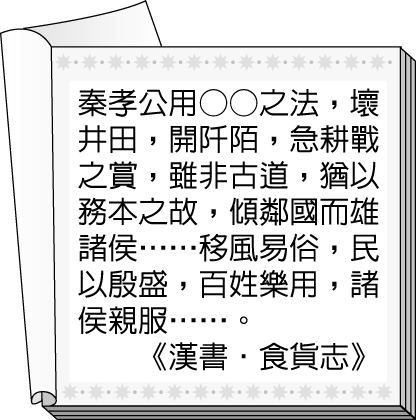 秦孝公用○○之法，壞
井田，開阡陌，急耕戰
之賞，雖非古道，猶以
務本之故，傾鄰國而雄
諸侯……移風易俗，民
以殷盛，百姓樂用，諸
侯親服……。
《漢書．食貨志》